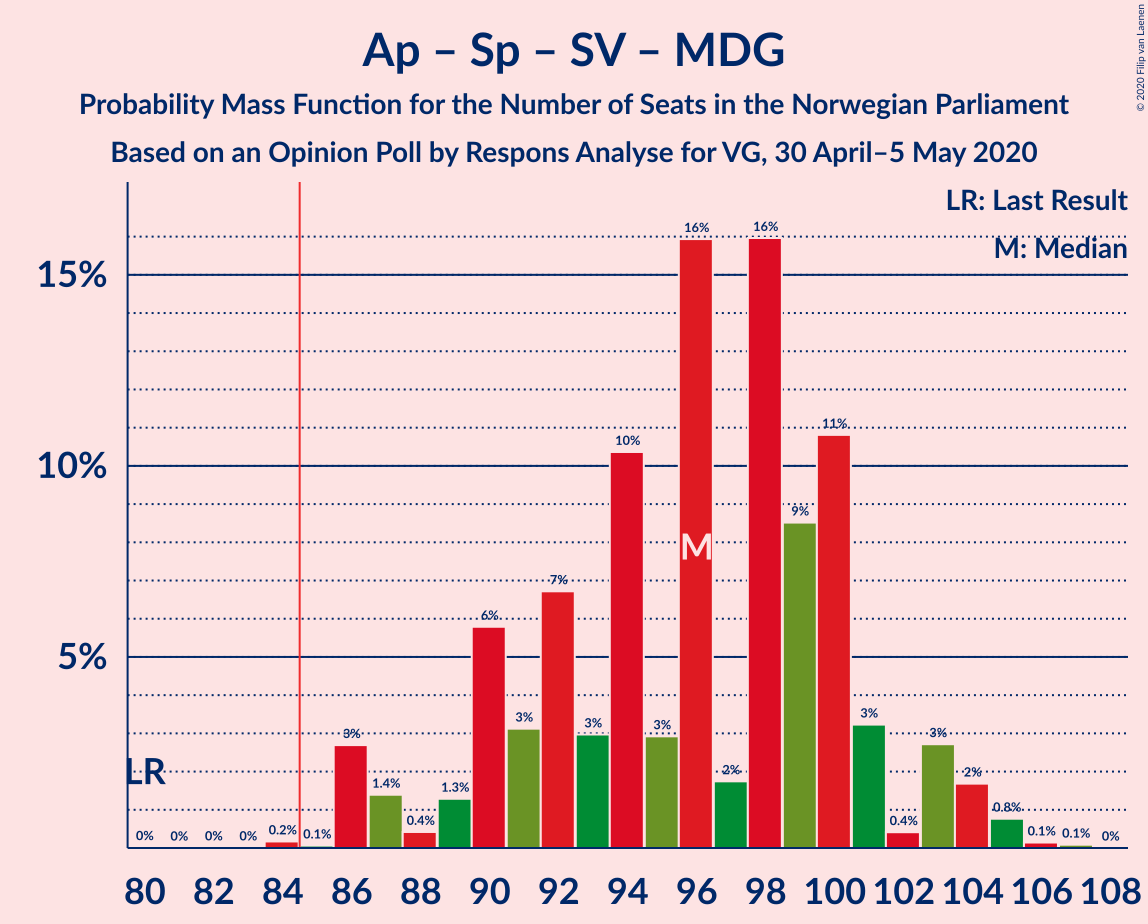 Ap – Sp – SV – MDG
Probability Mass Function for the Number of Seats in the Norwegian Parliament
Based on an Opinion Poll by Respons Analyse for VG, 30 April–5 May 2020
© 2020 Filip van Laenen
LR: Last Result
M: Median
15%
10%
5%
LR
M
0% 0% 0% 0% 0.2% 0.1% 3% 1.4% 0.4% 1.3% 6% 3% 7% 3% 10% 3% 16% 2% 16% 9% 11% 3% 0.4% 3% 2% 0.8% 0.1% 0.1% 0%
80 82 84 86 88 90 92 94 96 98 100 102 104 106 108